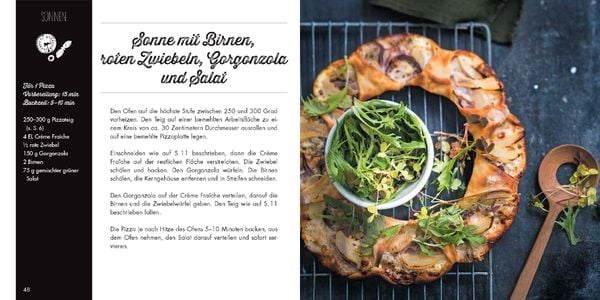 SONNEN
Für 1 Pizza
Vorbereitung: 15 min
Backzeit: 5–10 min
250–300 g Pizzateig
(s. S. 6)
4 EL Crème Fraîche
½ rote Zwiebel
150 g Gorgonzola
2 Birnen
75 g gemischter grüner
Salat
48
Sonne mit Birnen,
roten Zwiebeln, Gorgonzola
und Salat
Den Ofen auf die höchste Stufe zwischen 250 und 300 Grad
vorheizen. Den Teig auf einer bemehlten Arbeitsfläche zu ei-
nem Kreis von ca. 30 Zentimetern Durchmesser ausrollen und
auf eine bemehlte Pizzaplatte legen.
Einschneiden wie auf S.11 beschrieben, dann die Crème
Fraîche auf der restlichen Fläche verstreichen. Die Zwiebel
schälen und hacken. Den Gorgonzola würfeln. Die Birnen
schälen, die Kerngehäuse entfernen und in Streifen schneiden.
Den Gorgonzola auf der Crème Fraîche verteilen, darauf die
Birnen und die Zwiebelwürfel geben. Den Teig wie auf S.11
beschrieben falten.
Die Pizza je nach Hitze des Ofens 5–10 Minuten backen, aus
dem Ofen nehmen, den Salat darauf verteilen und sofort ser-
vieren.